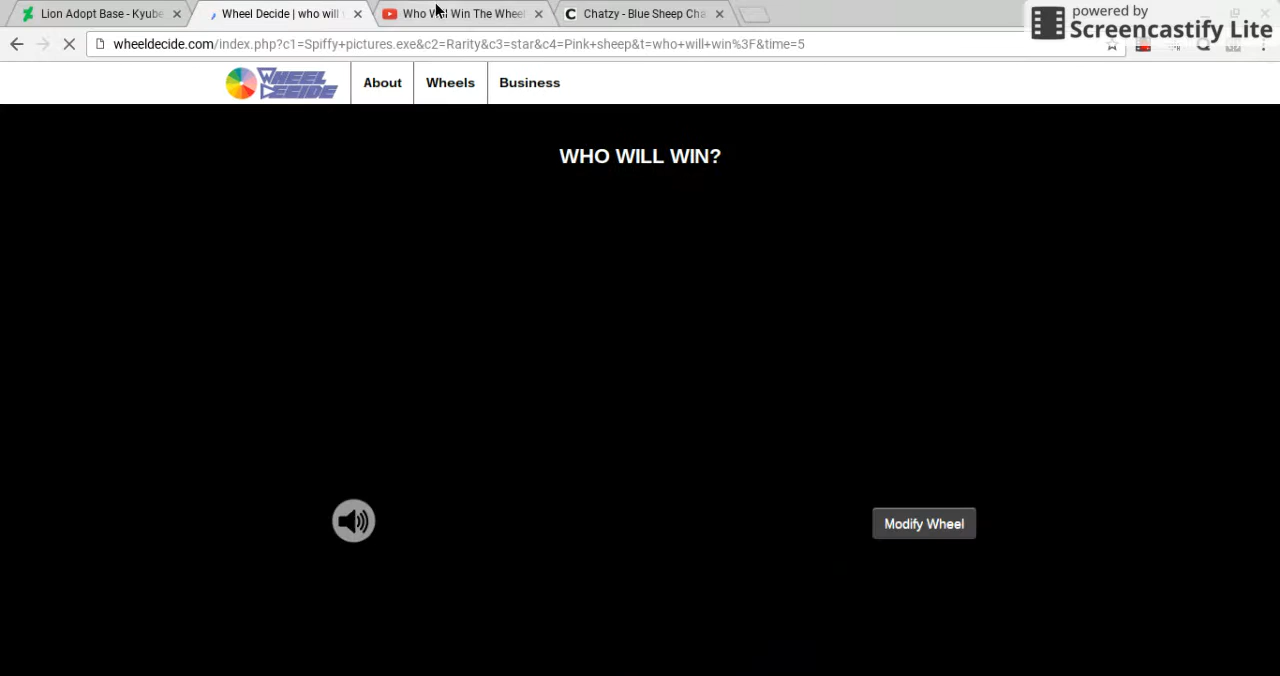 Lion Adopt Base - Kyube
Wheel Decide | who will
Who Will Win The Wheel
Chatzy - Blue Sheep Cha
powered by
Screencastify Lite
wheeldecide.com/index.php?c1=Spiffy+pictures.exe&c2=Rarity&c3=star&c4=Pink+sheep&t=who+will+win%3F&time=5
WHEEL DECIDE
About
Wheels
Business
WHO WILL WIN?
Modify Wheel